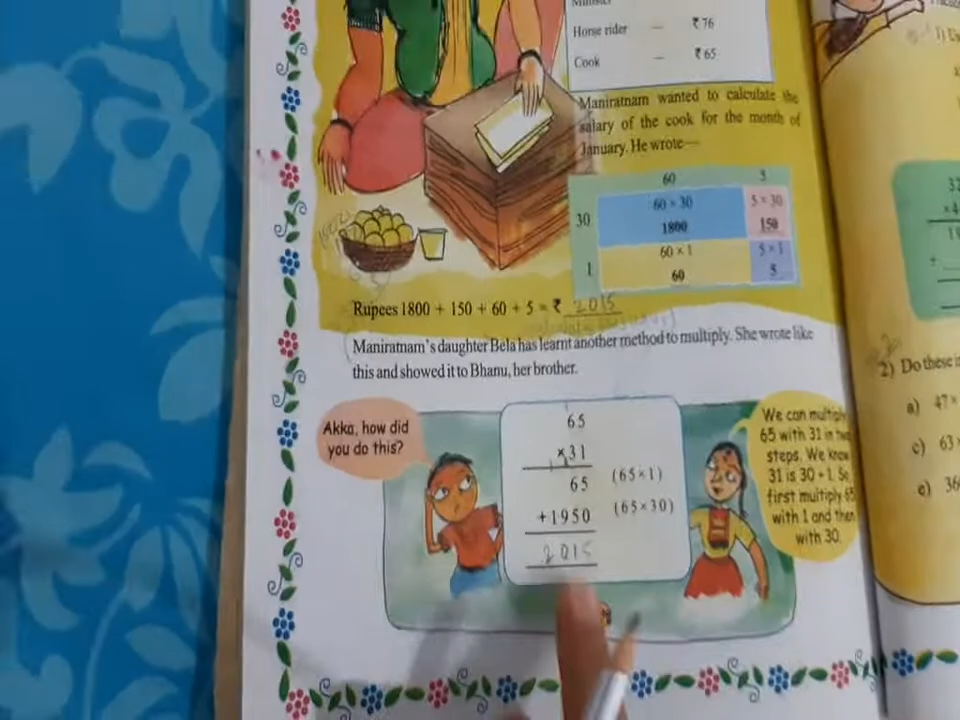 Minister
Horse rider — ₹ 76
Cook — ₹ 65
Maniratnam wanted to calculate the
salary of the cook for the month of
January. He wrote—
60 5
30 60 × 30 5 × 30
1800 150
1 60 × 1 5 × 1
60 5
Rupees 1800 + 150 + 60 + 5 = ₹ 2015
Maniratnam's daughter Bela has learnt another method to multiply. She wrote like
this and showed it to Bhanu, her brother.
Akka, how did
you do this?
65
×31
65 (65×1)
+1950 (65×30)
2015
We can multiply
65 with 31 in two
steps. We know
31 is 30 + 1. So,
first multiply 65
with 1 and then
with 30.
1)
2) Do these
a) 47×
c) 63
e) 36